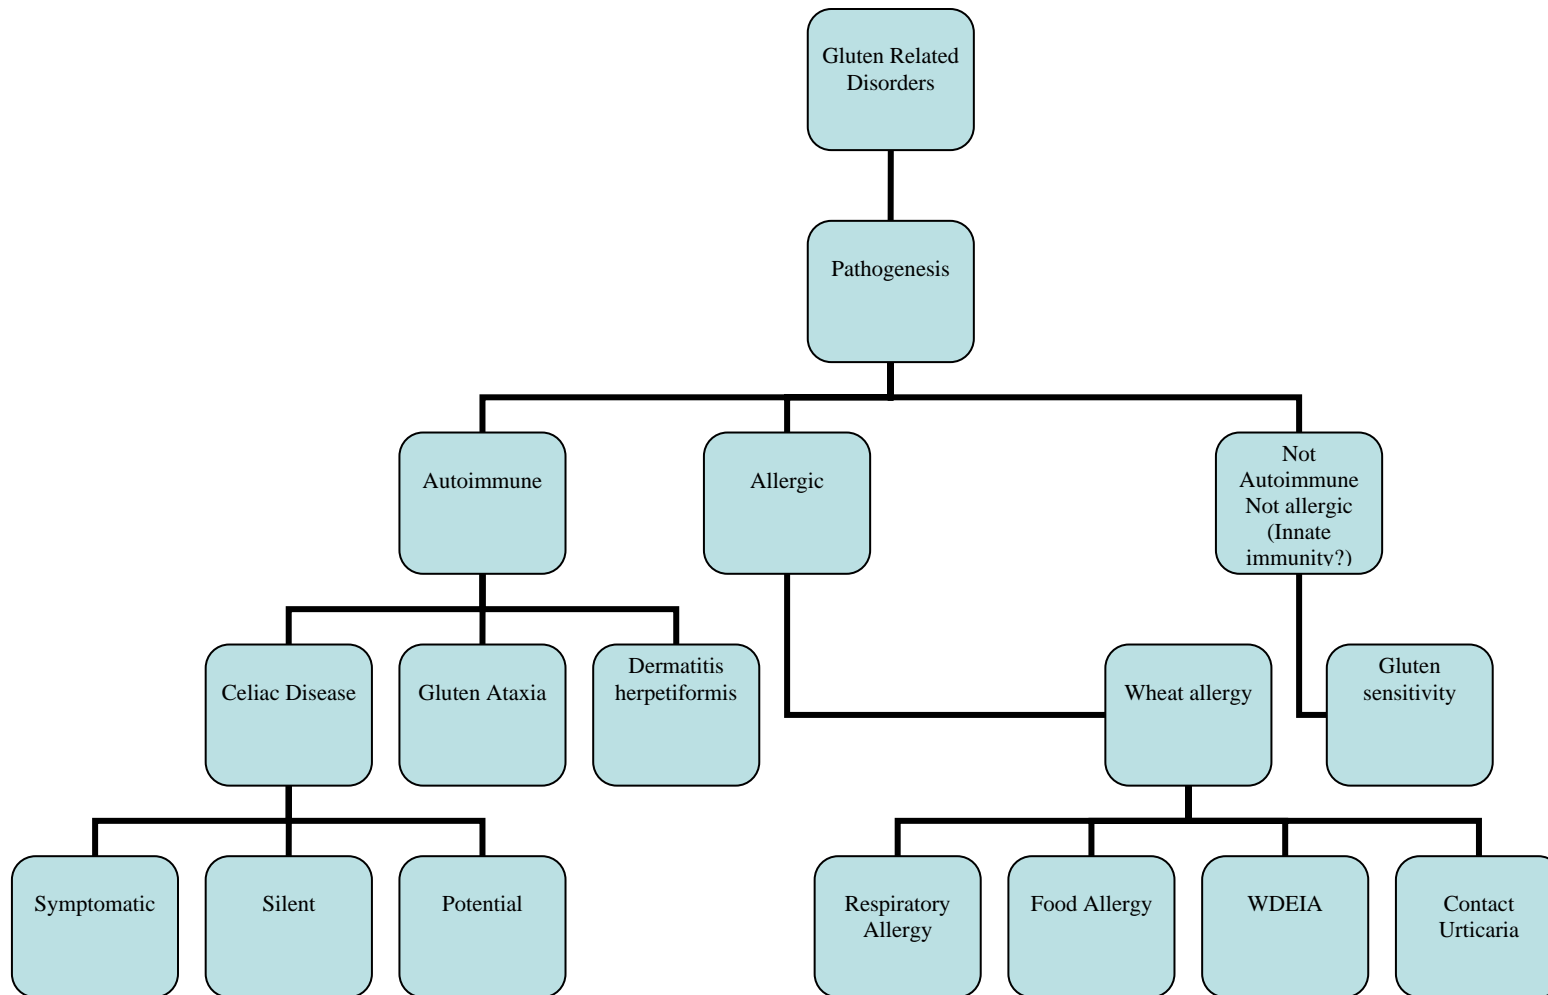 Gluten Related
Disorders
Pathogenesis
Autoimmune
Allergic
Not
Autoimmune
Not allergic
(Innate
immunity?)
Celiac Disease
Gluten Ataxia
Dermatitis
herpetiformis
Wheat allergy
Gluten
sensitivity
Symptomatic
Silent
Potential
Respiratory
Allergy
Food Allergy
WDEIA
Contact
Urticaria